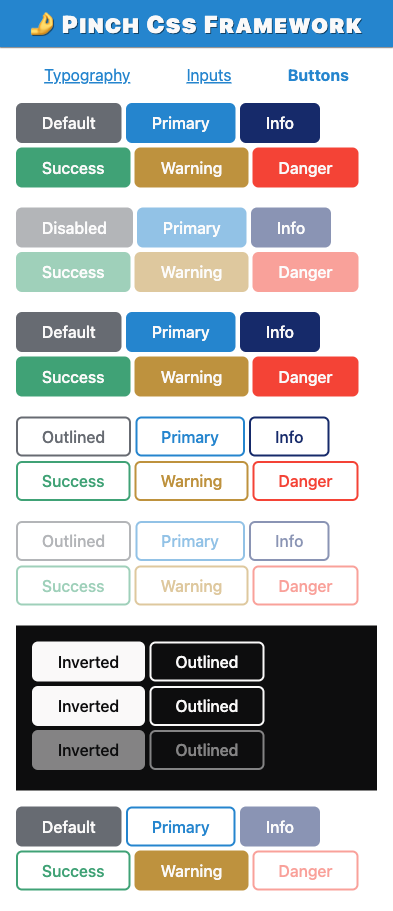 Pinch Css Framework
Typography Inputs Buttons
Default Primary Info
Success Warning Danger
Disabled Primary Info
Success Warning Danger
Default Primary Info
Success Warning Danger
Outlined Primary Info
Success Warning Danger
Outlined Primary Info
Success Warning Danger
Inverted Outlined
Inverted Outlined
Inverted Outlined
Default Primary Info
Success Warning Danger